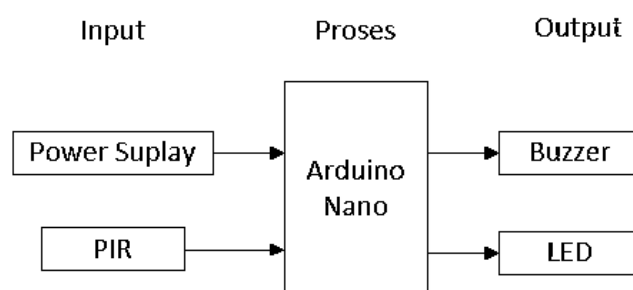 Input Proses Output
Power Suplay
Arduino
Nano
Buzzer
PIR
LED